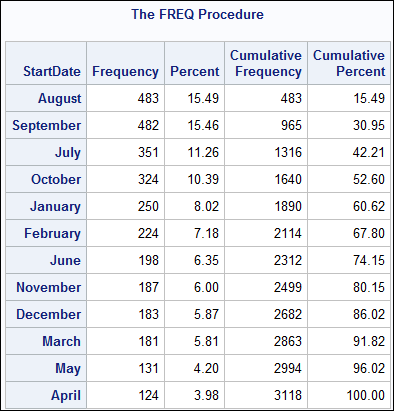 The FREQ Procedure
StartDate Frequency Percent Cumulative Frequency Cumulative Percent
August 483 15.49 483 15.49
September 482 15.46 965 30.95
July 351 11.26 1316 42.21
October 324 10.39 1640 52.60
January 250 8.02 1890 60.62
February 224 7.18 2114 67.80
June 198 6.35 2312 74.15
November 187 6.00 2499 80.15
December 183 5.87 2682 86.02
March 181 5.81 2863 91.82
May 131 4.20 2994 96.02
April 124 3.98 3118 100.00